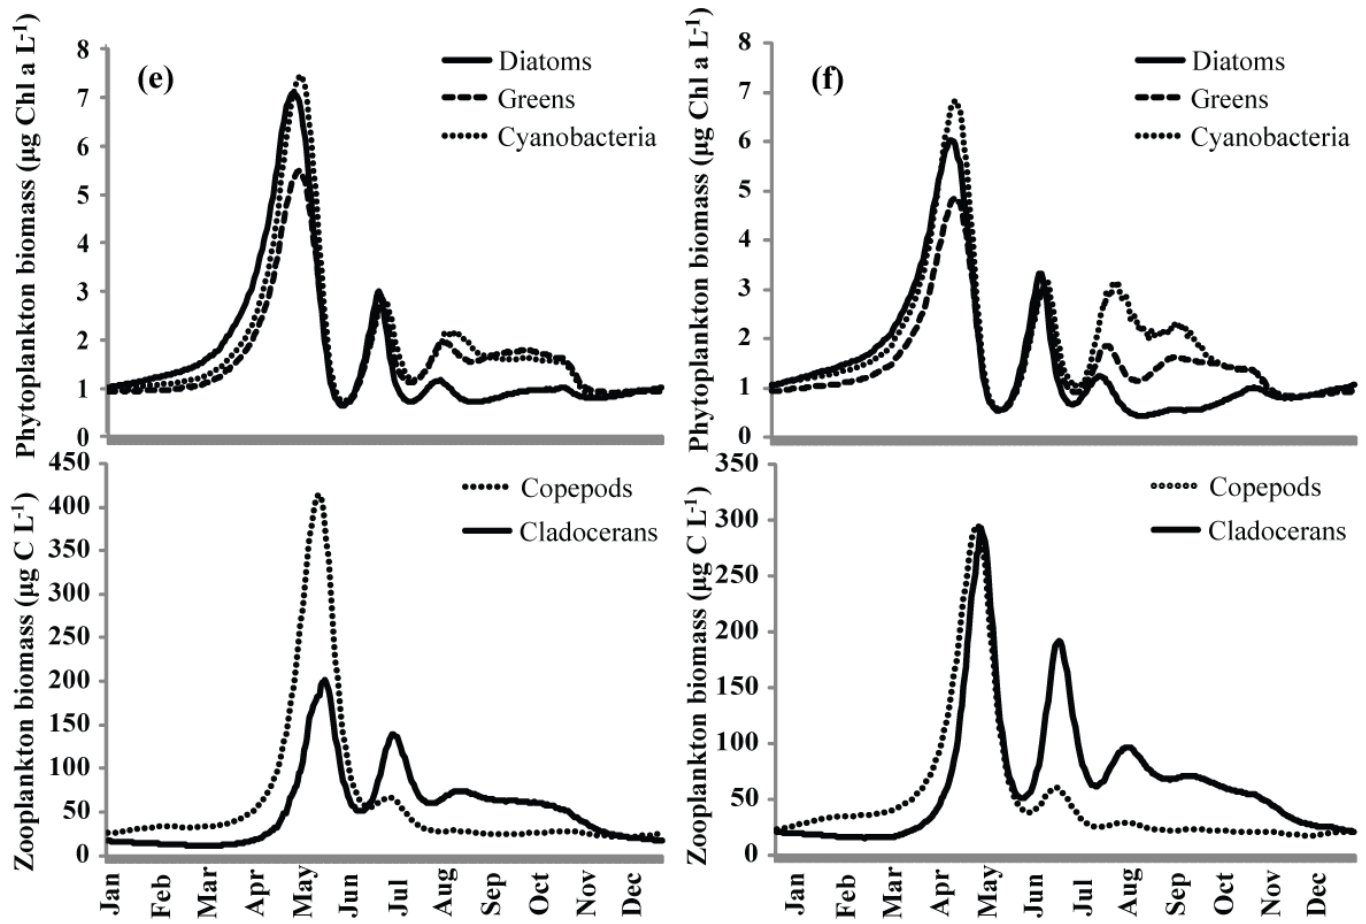 (e)
Phytoplankton biomass (µg Chl a L-1)
8
7
6
5
4
3
2
1
0
Diatoms
Greens
Cyanobacteria
(f)
Phytoplankton biomass (µg Chl a L-1)
8
7
6
5
4
3
2
1
0
Diatoms
Greens
Cyanobacteria
Zooplankton biomass (µg C L-1)
450
400
350
300
250
200
150
100
50
0
Copepods
Cladocerans
Jan Feb Mar Apr May Jun Jul Aug Sep Oct Nov Dec
Zooplankton biomass (µg C L-1)
350
300
250
200
150
100
50
0
Copepods
Cladocerans
Jan Feb Mar Apr May Jun Jul Aug Sep Oct Nov Dec